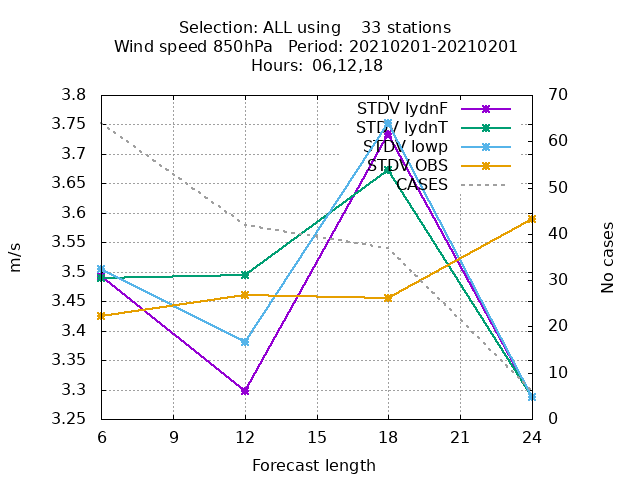 Selection: ALL using    33 stations
Wind speed 850hPa   Period: 20210201-20210201
Hours: 06,12,18
STDV lydnF
STDV lydnT
STDV lowp
STDV OBS
CASES
3.8
3.75
3.7
3.65
3.6
3.55
3.5
3.45
3.4
3.35
3.3
3.25
m/s
70
60
50
40
30
20
10
0
No cases
6 9 12 15 18 21 24
Forecast length